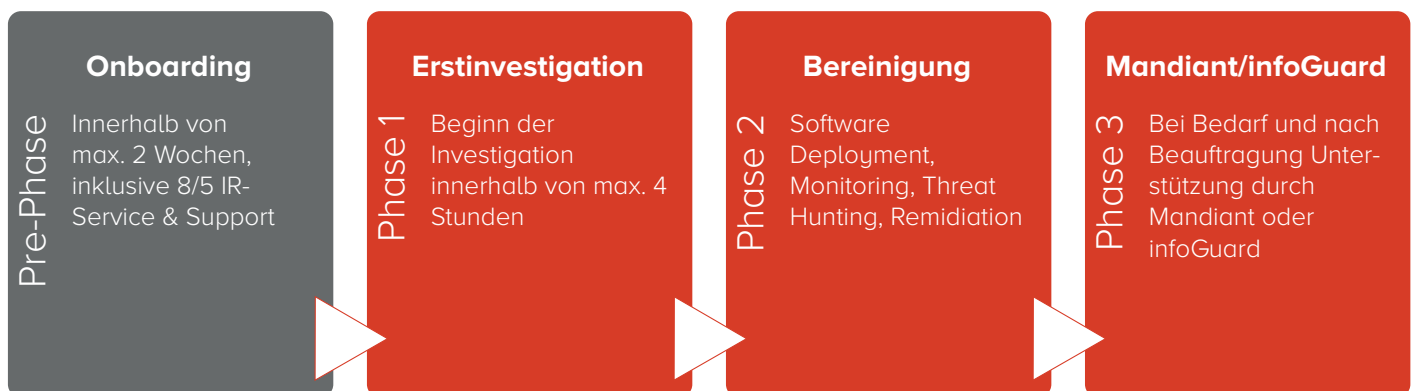 Pre-Phase
Onboarding
Innerhalb von
max. 2 Wochen,
inklusive 8/5 IR-
Service & Support
Phase 1
Erstinvestigation
Beginn der
Investigation
innerhalb von max. 4
Stunden
Phase 2
Bereinigung
Software
Deployment,
Monitoring, Threat
Hunting, Remidiation
Phase 3
Mandiant/infoGuard
Bei Bedarf und nach
Beauftragung Unter-
stützung durch
Mandiant oder
infoGuard